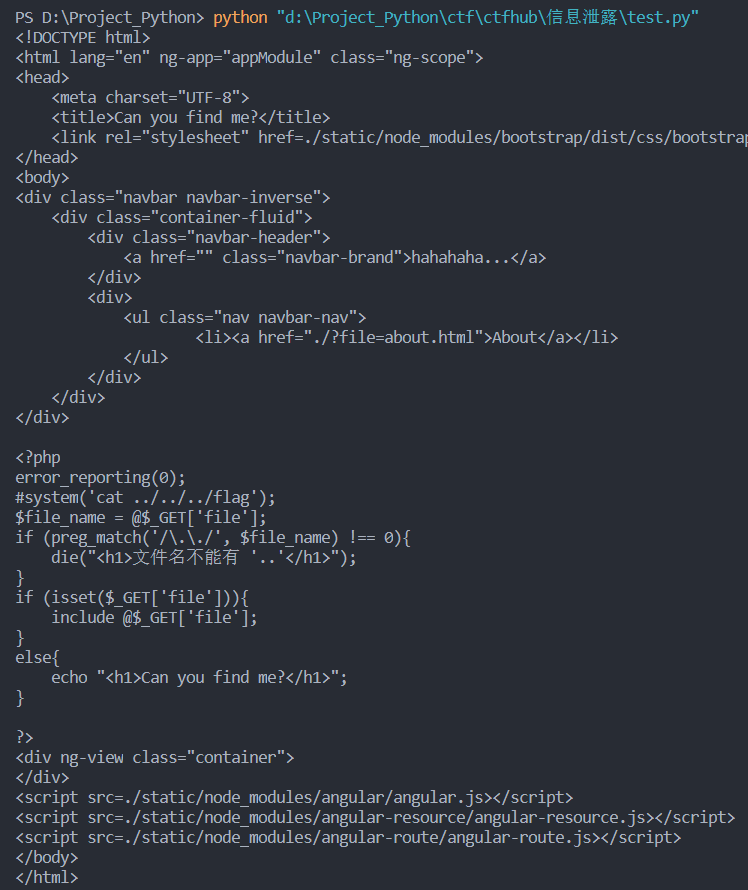 PS D:\Project_Python> python "d:\Project_Python\ctf\ctfhub\信息泄露\test.py"
<!DOCTYPE html>
<html lang="en" ng-app="appModule" class="ng-scope">
<head>
    <meta charset="UTF-8">
    <title>Can you find me?</title>
    <link rel="stylesheet" href=./static/node_modules/bootstrap/dist/css/bootstrap
</head>
<body>
<div class="navbar navbar-inverse">
    <div class="container-fluid">
        <div class="navbar-header">
            <a href="" class="navbar-brand">hahahaha...</a>
        </div>
        <div>
            <ul class="nav navbar-nav">
                    <li><a href="./?file=about.html">About</a></li>
            </ul>
        </div>
    </div>
</div>

<?php
error_reporting(0);
#system('cat ../../../flag');
$file_name = @$_GET['file'];
if (preg_match('/\.\./', $file_name) !== 0){
    die("<h1>文件名不能有 '..'</h1>");
}
if (isset($_GET['file'])){
    include @$_GET['file'];
}
else{
    echo "<h1>Can you find me?</h1>";
}

?>
<div ng-view class="container">
</div>
<script src=./static/node_modules/angular/angular.js></script>
<script src=./static/node_modules/angular-resource/angular-resource.js></script>
<script src=./static/node_modules/angular-route/angular-route.js></script>
</body>
</html>